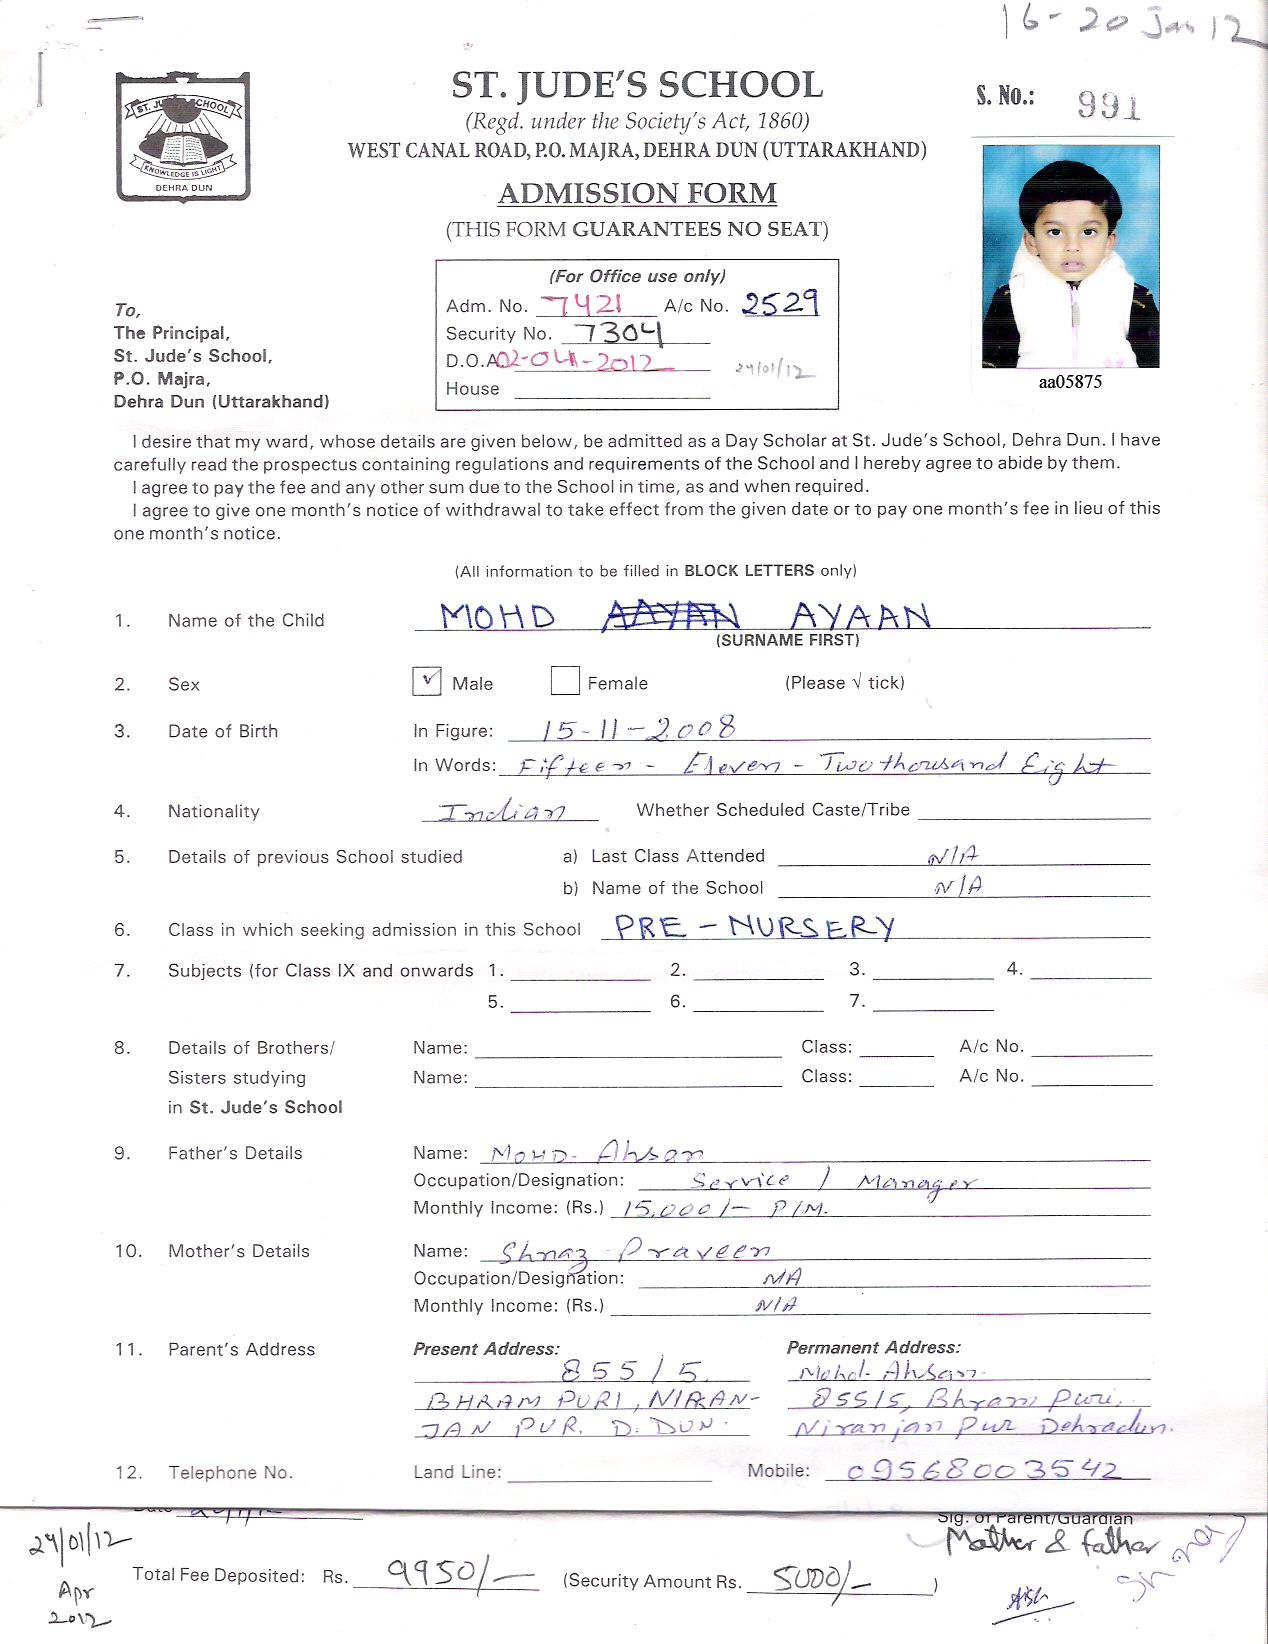 16-20 Jan 12
ST. JUDE'S SCHOOL
KNOWLEDGE IS LIGHT
DEHRA DUN
ST. JUDE'S SCHOOL
(Regd. under the Society's Act, 1860)
WEST CANAL ROAD, P.O. MAJRA, DEHRA DUN (UTTARAKHAND)
S. No.: 991
ADMISSION FORM
(THIS FORM GUARANTEES NO SEAT)
aa05875
(For Office use only)
Adm. No. 7421 A/c No. 2529
Security No. 7304
D.O.A 02-04-2012 24/01/12
House
To,
The Principal,
St. Jude's School,
P.O. Majra,
Dehra Dun (Uttarakhand)
I desire that my ward, whose details are given below, be admitted as a Day Scholar at St. Jude's School, Dehra Dun. I have
carefully read the prospectus containing regulations and requirements of the School and I hereby agree to abide by them.
I agree to pay the fee and any other sum due to the School in time, as and when required.
I agree to give one month's notice of withdrawal to take effect from the given date or to pay one month's fee in lieu of this
one month's notice.
(All information to be filled in BLOCK LETTERS only)
1. Name of the Child MOHD AAYAN AYAAN
(SURNAME FIRST)
2. Sex Male Female (Please √ tick)
3. Date of Birth In Figure: 15-11-2008
In Words: Fifteen - Eleven - Two thousand Eight
4. Nationality Indian Whether Scheduled Caste/Tribe
5. Details of previous School studied a) Last Class Attended N/A
b) Name of the School N/A
6. Class in which seeking admission in this School PRE-NURSERY
7. Subjects (for Class IX and onwards 1. 2. 3. 4.
5. 6. 7.
8. Details of Brothers/ Name: Class: A/c No.
Sisters studying Name: Class: A/c No.
in St. Jude's School
9. Father's Details Name: MOHD- Ahsan
Occupation/Designation: Service / Manager
Monthly Income: (Rs.) 15,000/- P/M.
10. Mother's Details Name: Shnaz Praveen
Occupation/Designation: NA
Monthly Income: (Rs.) N/A
11. Parent's Address Present Address: Permanent Address:
855/5 Mohd- Ahsan
BHRAM PURI, NIRAN- 855/5, Bhram Puri,
JAN PUR. D. DUN. Niranjan Pur Dehradun.
12. Telephone No. Land Line: Mobile: 09568003542
Sig. of Parent/Guardian
24/01/12 Mother & father
Total Fee Deposited: Rs. 9950/- (Security Amount Rs. 5000/- )
Apr
2012